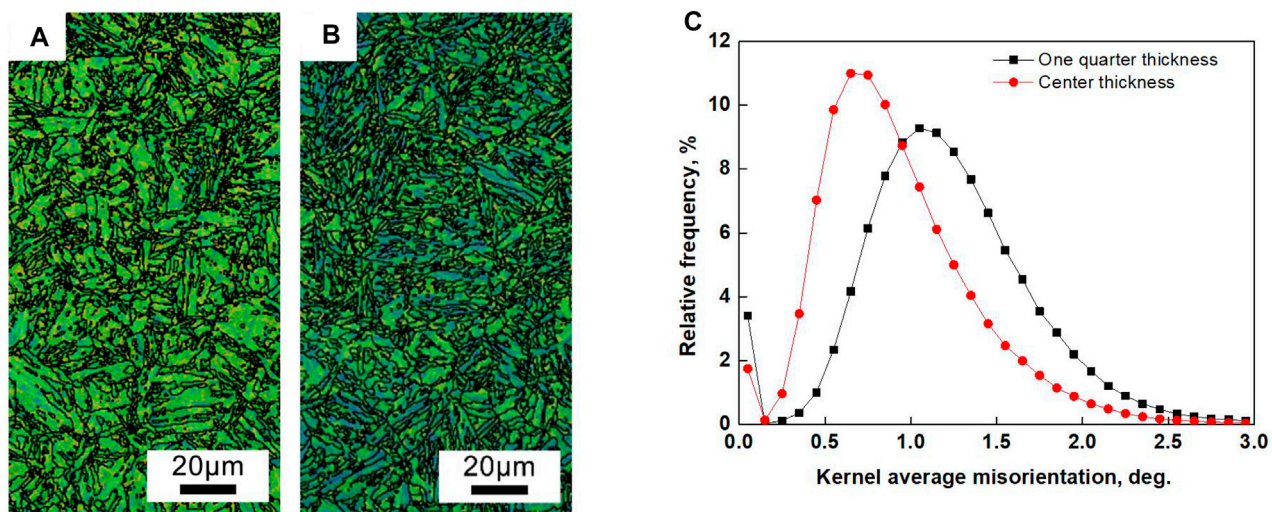 A
B
20μm
20μm
C
12
10
8
6
4
2
0
Relative frequency, %
One quarter thickness
Center thickness
0.0 0.5 1.0 1.5 2.0 2.5 3.0
Kernel average misorientation, deg.